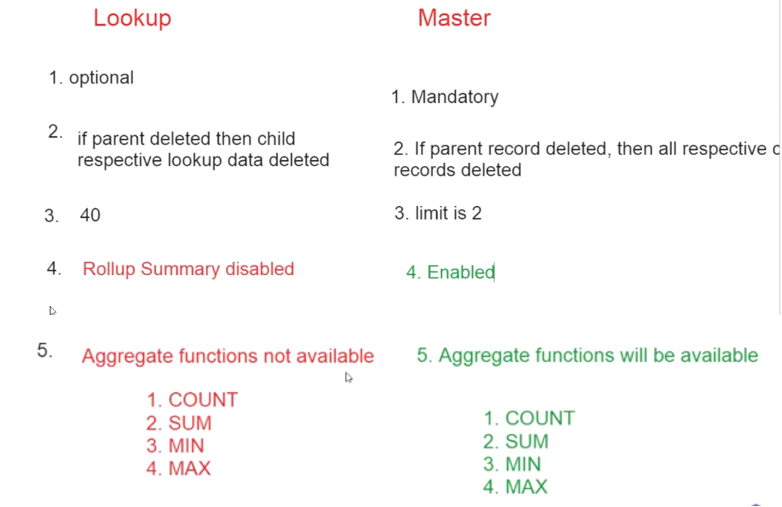 Lookup
1. optional
2. if parent deleted then child
respective lookup data deleted
3. 40
4. Rollup Summary disabled
5. Aggregate functions not available
1. COUNT
2. SUM
3. MIN
4. MAX
Master
1. Mandatory
2. If parent record deleted, then all respective
records deleted
3. limit is 2
4. Enabled
5. Aggregate functions will be available
1. COUNT
2. SUM
3. MIN
4. MAX